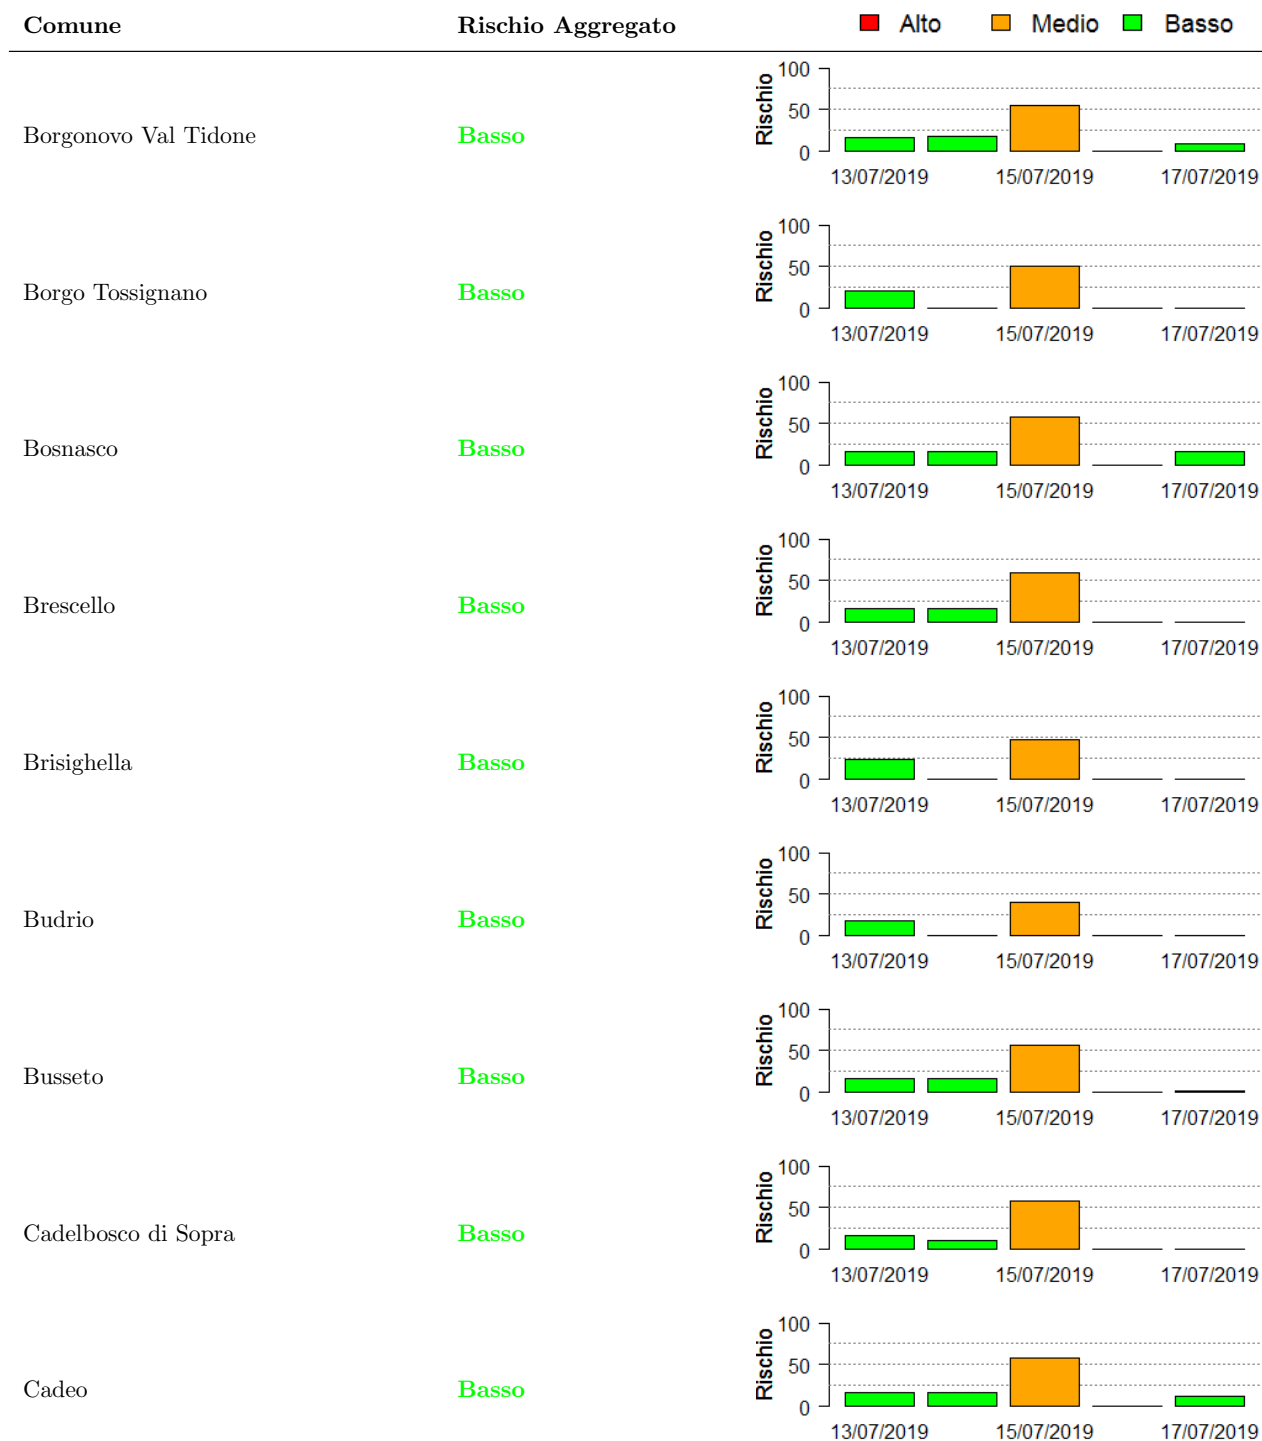 Comune Rischio Aggregato Alto Medio Basso
100
50
0
Rischio
Borgonovo Val Tidone Basso
13/07/2019 15/07/2019 17/07/2019
100
50
0
Rischio
Borgo Tossignano Basso
13/07/2019 15/07/2019 17/07/2019
100
50
0
Rischio
Bosnasco Basso
13/07/2019 15/07/2019 17/07/2019
100
50
0
Rischio
Brescello Basso
13/07/2019 15/07/2019 17/07/2019
100
50
0
Rischio
Brisighella Basso
13/07/2019 15/07/2019 17/07/2019
100
50
0
Rischio
Budrio Basso
13/07/2019 15/07/2019 17/07/2019
100
50
0
Rischio
Busseto Basso
13/07/2019 15/07/2019 17/07/2019
100
50
0
Rischio
Cadelbosco di Sopra Basso
13/07/2019 15/07/2019 17/07/2019
100
50
0
Rischio
Cadeo Basso
13/07/2019 15/07/2019 17/07/2019